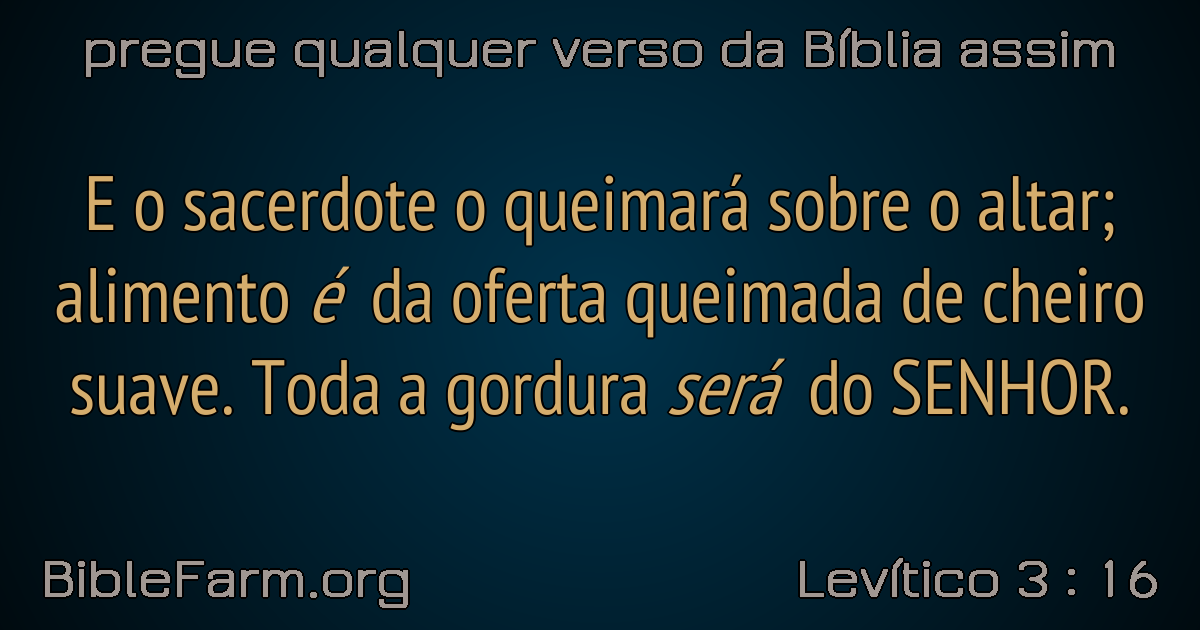 pregue qualquer verso da Bíblia assim
E o sacerdote o queimará sobre o altar;
alimento é da oferta queimada de cheiro
suave. Toda a gordura será do SENHOR.
BibleFarm.org
Levítico 3 : 16